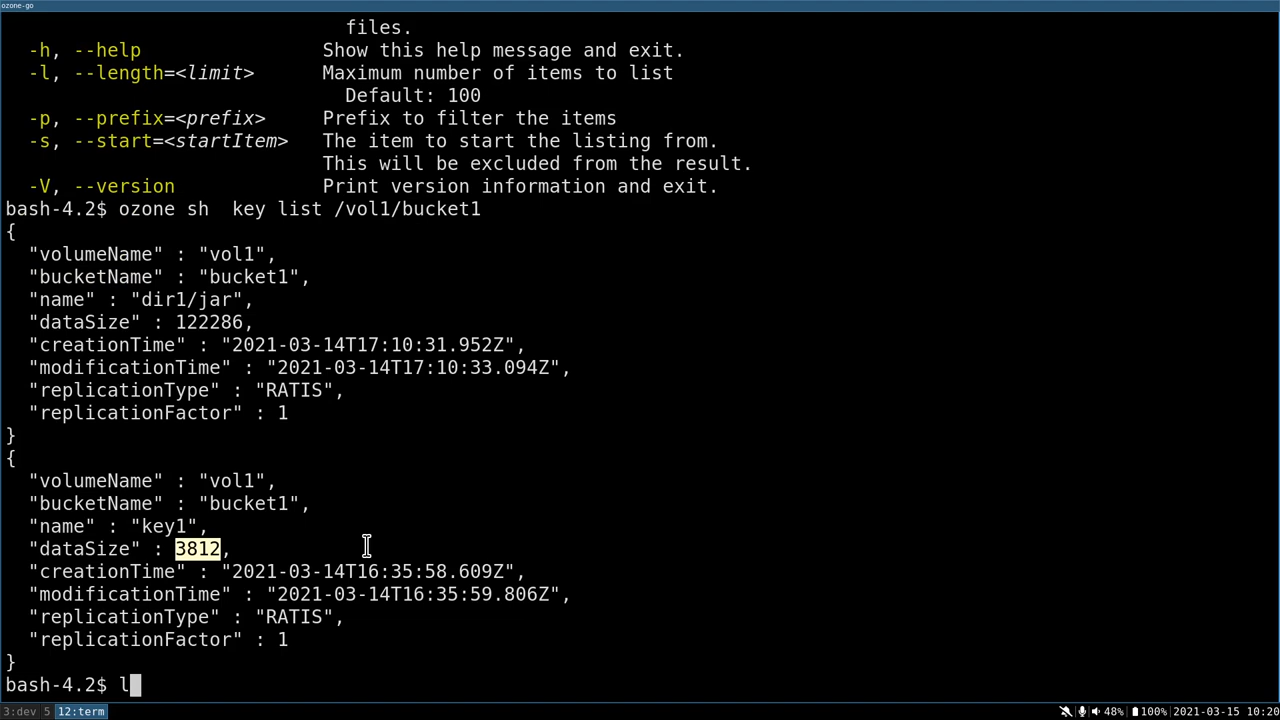 ozone-go
files.
-h, --help Show this help message and exit.
-l, --length=<limit> Maximum number of items to list
Default: 100
-p, --prefix=<prefix> Prefix to filter the items
-s, --start=<startItem> The item to start the listing from.
This will be excluded from the result.
-V, --version Print version information and exit.
bash-4.2$ ozone sh  key list /vol1/bucket1
{
"volumeName" : "vol1",
"bucketName" : "bucket1",
"name" : "dir1/jar",
"dataSize" : 122286,
"creationTime" : "2021-03-14T17:10:31.952Z",
"modificationTime" : "2021-03-14T17:10:33.094Z",
"replicationType" : "RATIS",
"replicationFactor" : 1
}
{
"volumeName" : "vol1",
"bucketName" : "bucket1",
"name" : "key1",
"dataSize" : 3812,
"creationTime" : "2021-03-14T16:35:58.609Z",
"modificationTime" : "2021-03-14T16:35:59.806Z",
"replicationType" : "RATIS",
"replicationFactor" : 1
}
bash-4.2$ l
3:dev 5 12:term 48% 100% 2021-03-15 10:20